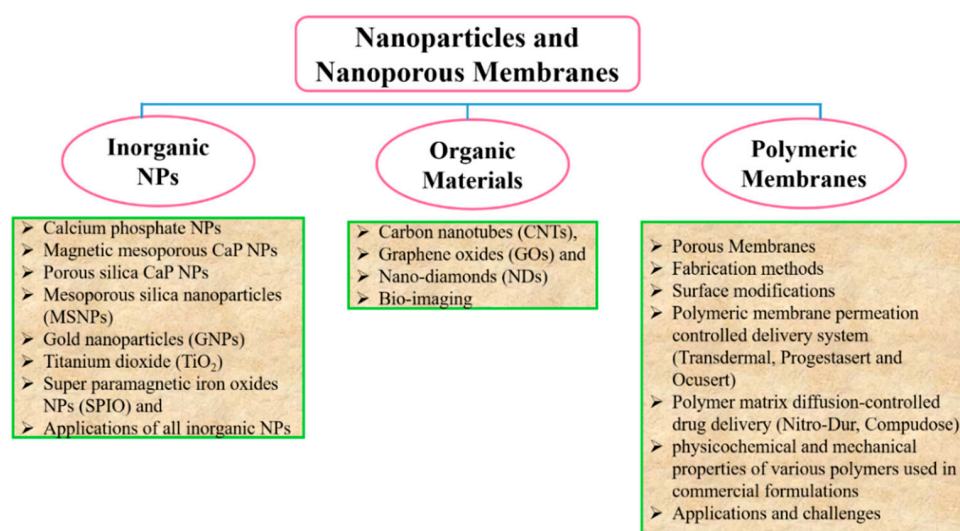 Nanoparticles and
Nanoporous Membranes
Inorganic
NPs
➢ Calcium phosphate NPs
➢ Magnetic mesoporous CaP NPs
➢ Porous silica CaP NPs
➢ Mesoporous silica nanoparticles
(MSNPs)
➢ Gold nanoparticles (GNPs)
➢ Titanium dioxide (TiO₂)
➢ Super paramagnetic iron oxides
NPs (SPIO) and
➢ Applications of all inorganic NPs
Organic
Materials
➢ Carbon nanotubes (CNTs),
➢ Graphene oxides (GOs) and
➢ Nano-diamonds (NDs)
➢ Bio-imaging
Polymeric
Membranes
➢ Porous Membranes
➢ Fabrication methods
➢ Surface modifications
➢ Polymeric membrane permeation
controlled delivery system
(Transdermal, Progestasert and
Ocusert)
➢ Polymer matrix diffusion-controlled
drug delivery (Nitro-Dur, Compudose)
➢ physicochemical and mechanical
properties of various polymers used in
commercial formulations
➢ Applications and challenges